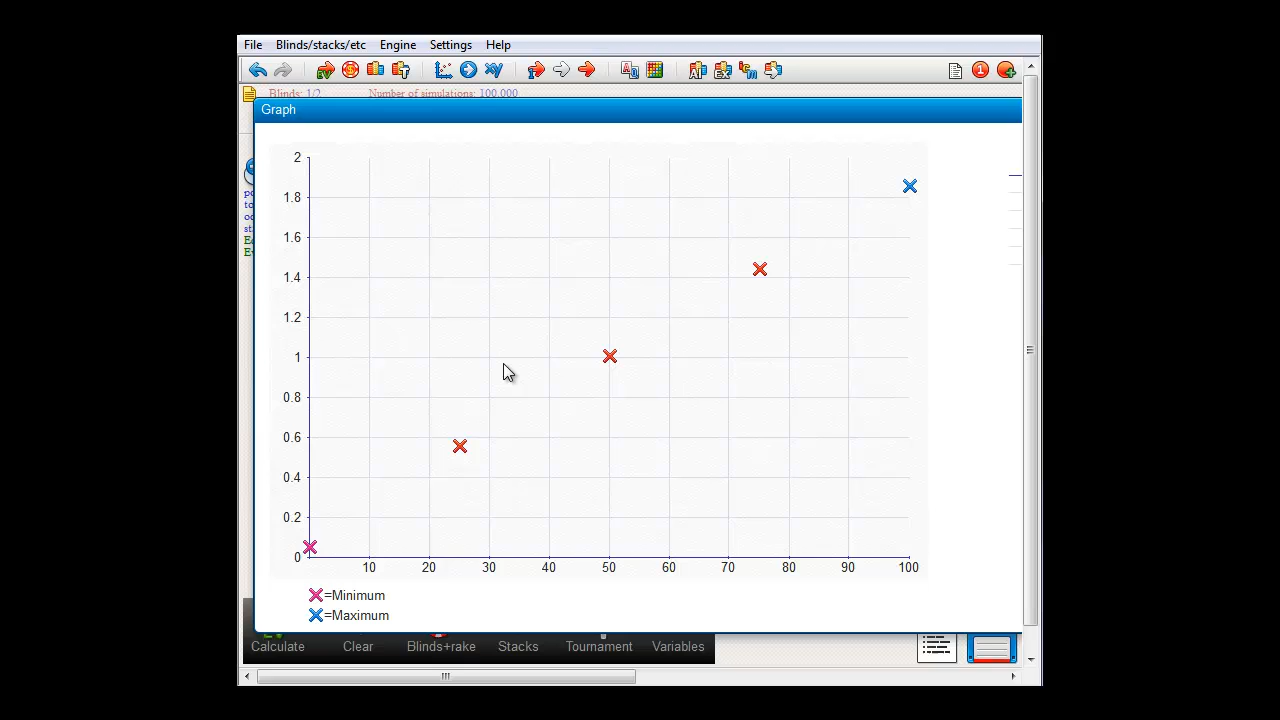 File Blinds/stacks/etc Engine Settings Help
Blinds: 1/2 Number of simulations: 100,000
Graph
2
1.8
1.6
1.4
1.2
1
0.8
0.6
0.4
0.2
0
10 20 30 40 50 60 70 80 90 100
=Minimum
=Maximum
Calculate Clear Blinds+rake Stacks Tournament Variables